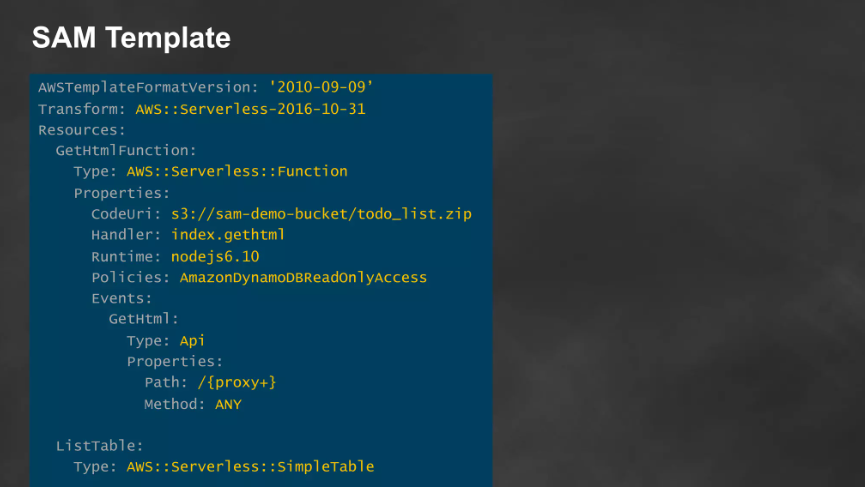 SAM Template
AWSTemplateFormatVersion: '2010-09-09’
Transform: AWS::Serverless-2016-10-31
Resources:
  GetHtmlFunction:
    Type: AWS::Serverless::Function
    Properties:
      CodeUri: s3://sam-demo-bucket/todo_list.zip
      Handler: index.gethtml
      Runtime: nodejs6.10
      Policies: AmazonDynamoDBReadOnlyAccess
      Events:
        GetHtml:
          Type: Api
          Properties:
            Path: /{proxy+}
            Method: ANY
  ListTable:
    Type: AWS::Serverless::SimpleTable